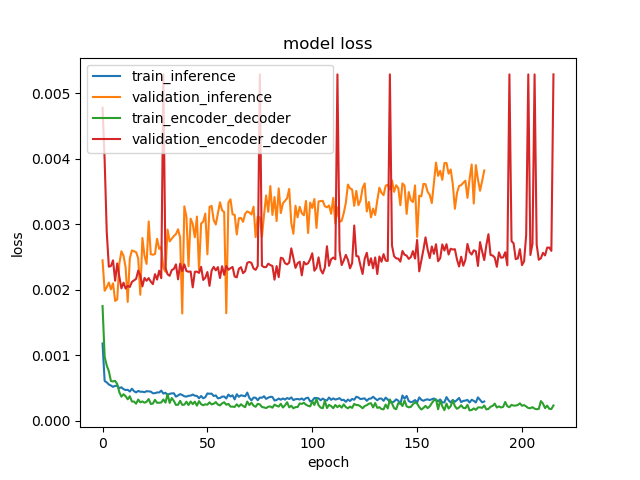 model loss
train_inference
validation_inference
train_encoder_decoder
validation_encoder_decoder
loss
0.005
0.004
0.003
0.002
0.001
0.000
0 50 100 150 200
epoch